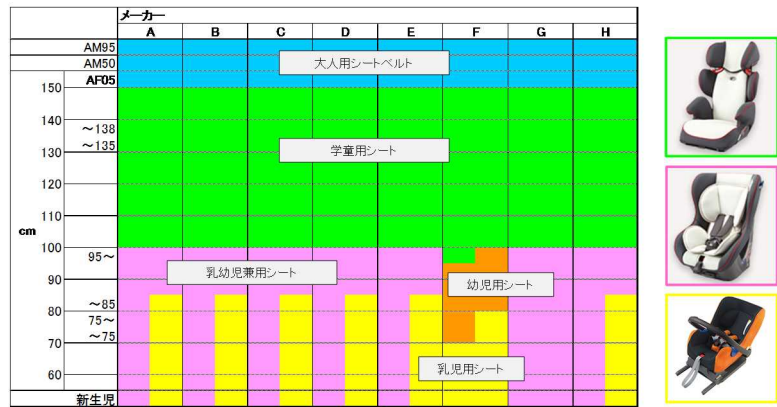 メーカー
A B C D E F G H
AM95
AM50
大人用シートベルト
AF05
150
140
～138
～135
学童用シート
130
120
110
cm
100
95～
乳幼児兼用シート
幼児用シート
90
～85
80
75～
～75
70
乳児用シート
60
新生児